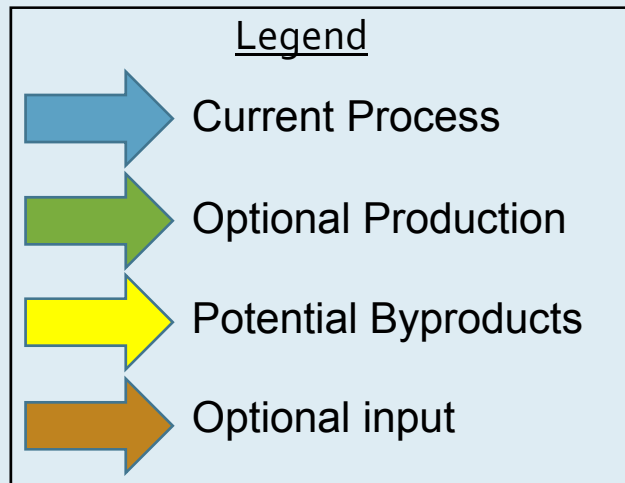 Legend
Current Process
Optional Production
Potential Byproducts
Optional input